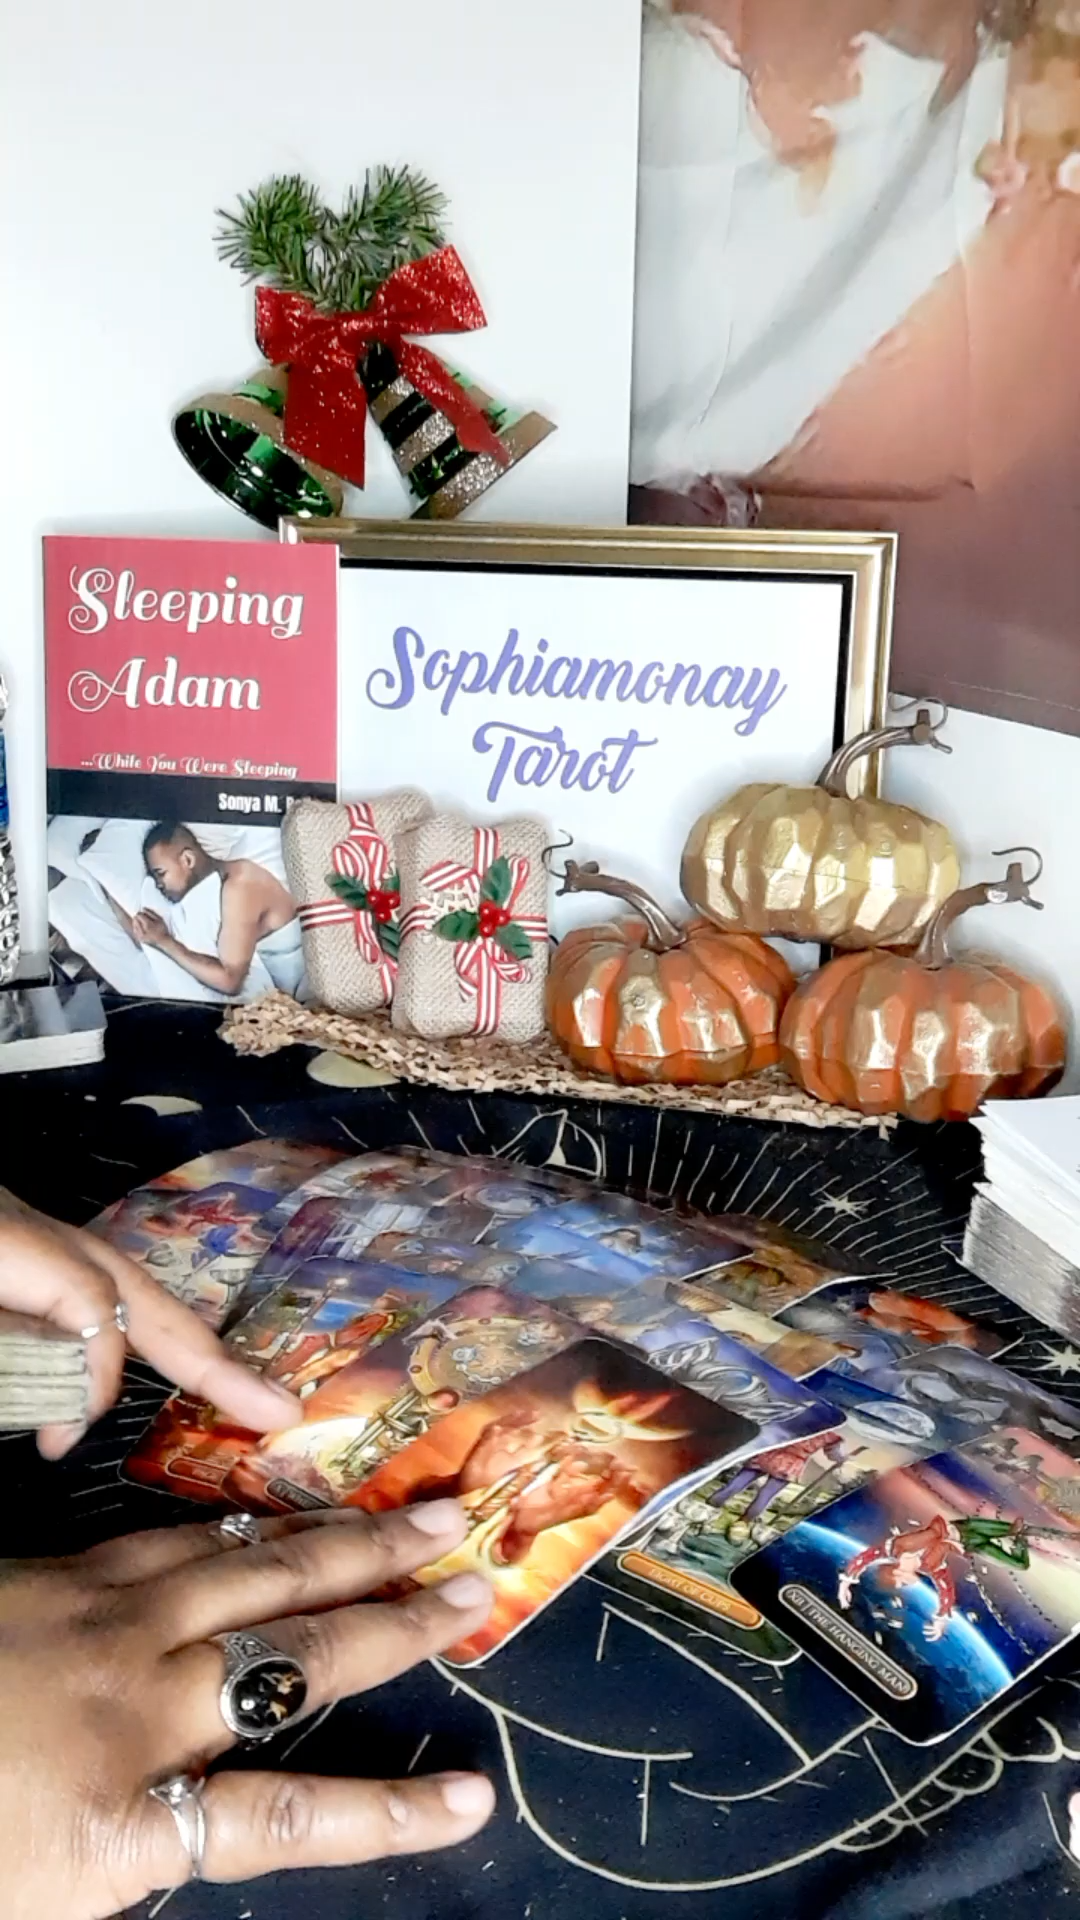 Sleeping
Adam
...While You Were Sleeping
Sonya M.
Sophiamonay
Tarot
EIGHT OF CUPS
XII | THE HANGING MAN